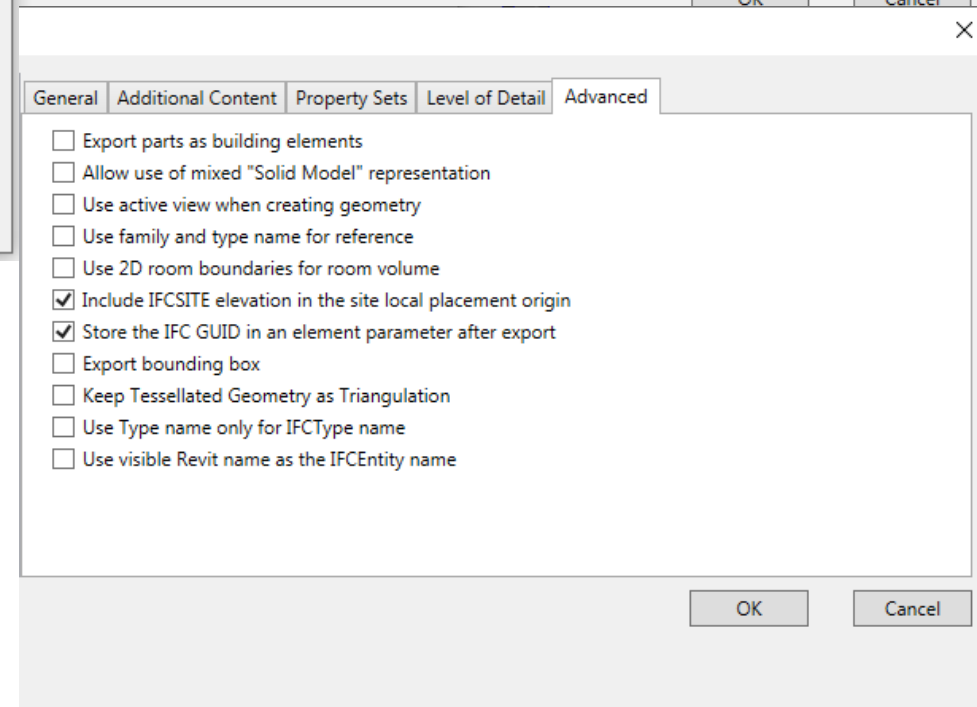 OK Cancel
General Additional Content Property Sets Level of Detail Advanced
Export parts as building elements
Allow use of mixed "Solid Model" representation
Use active view when creating geometry
Use family and type name for reference
Use 2D room boundaries for room volume
Include IFCSITE elevation in the site local placement origin
Store the IFC GUID in an element parameter after export
Export bounding box
Keep Tessellated Geometry as Triangulation
Use Type name only for IFCType name
Use visible Revit name as the IFCEntity name
OK Cancel